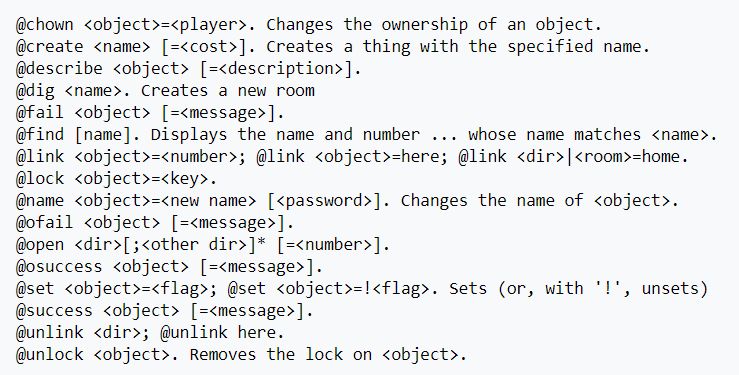 @chown <object>=<player>. Changes the ownership of an object.
@create <name> [=<cost>]. Creates a thing with the specified name.
@describe <object> [=<description>].
@dig <name>. Creates a new room
@fail <object> [=<message>].
@find [name]. Displays the name and number ... whose name matches <name>.
@link <object>=<number>; @link <object>=here; @link <dir>|<room>=home.
@lock <object>=<key>.
@name <object>=<new name> [<password>]. Changes the name of <object>.
@ofail <object> [=<message>].
@open <dir>[;<other dir>]* [=<number>].
@osuccess <object> [=<message>].
@set <object>=<flag>; @set <object>=!<flag>. Sets (or, with '!', unsets)
@success <object> [=<message>].
@unlink <dir>; @unlink here.
@unlock <object>. Removes the lock on <object>.